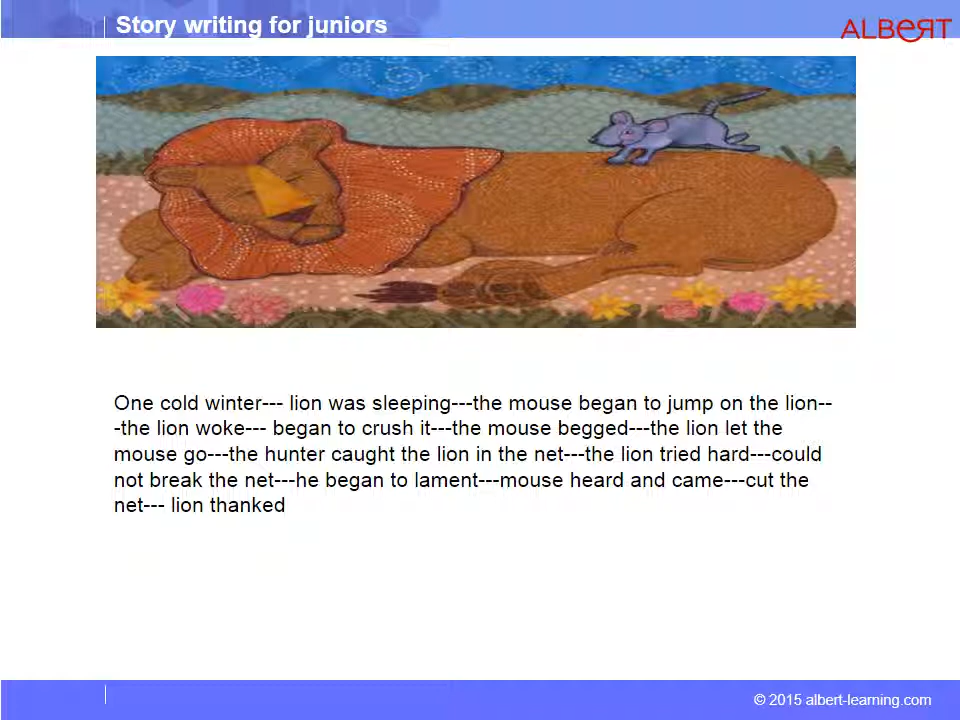 Story writing for juniors
ALBERT
One cold winter--- lion was sleeping---the mouse began to jump on the lion--
-the lion woke--- began to crush it---the mouse begged---the lion let the
mouse go---the hunter caught the lion in the net---the lion tried hard---could
not break the net---he began to lament---mouse heard and came---cut the
net--- lion thanked
© 2015 albert-learning.com